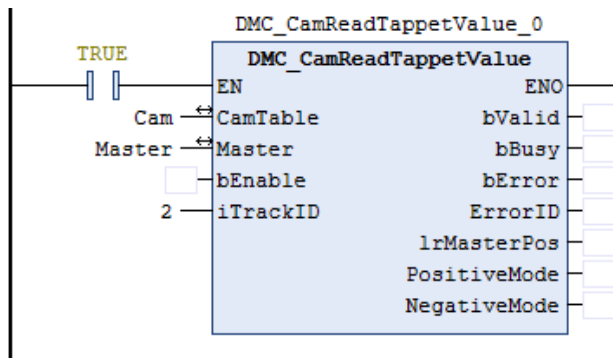 DMC_CamReadTappetValue_0
TRUE
DMC_CamReadTappetValue
EN ENO
Cam CamTable bValid
Master Master bBusy
bEnable bError
2 iTrackID ErrorID
lrMasterPos
PositiveMode
NegativeMode